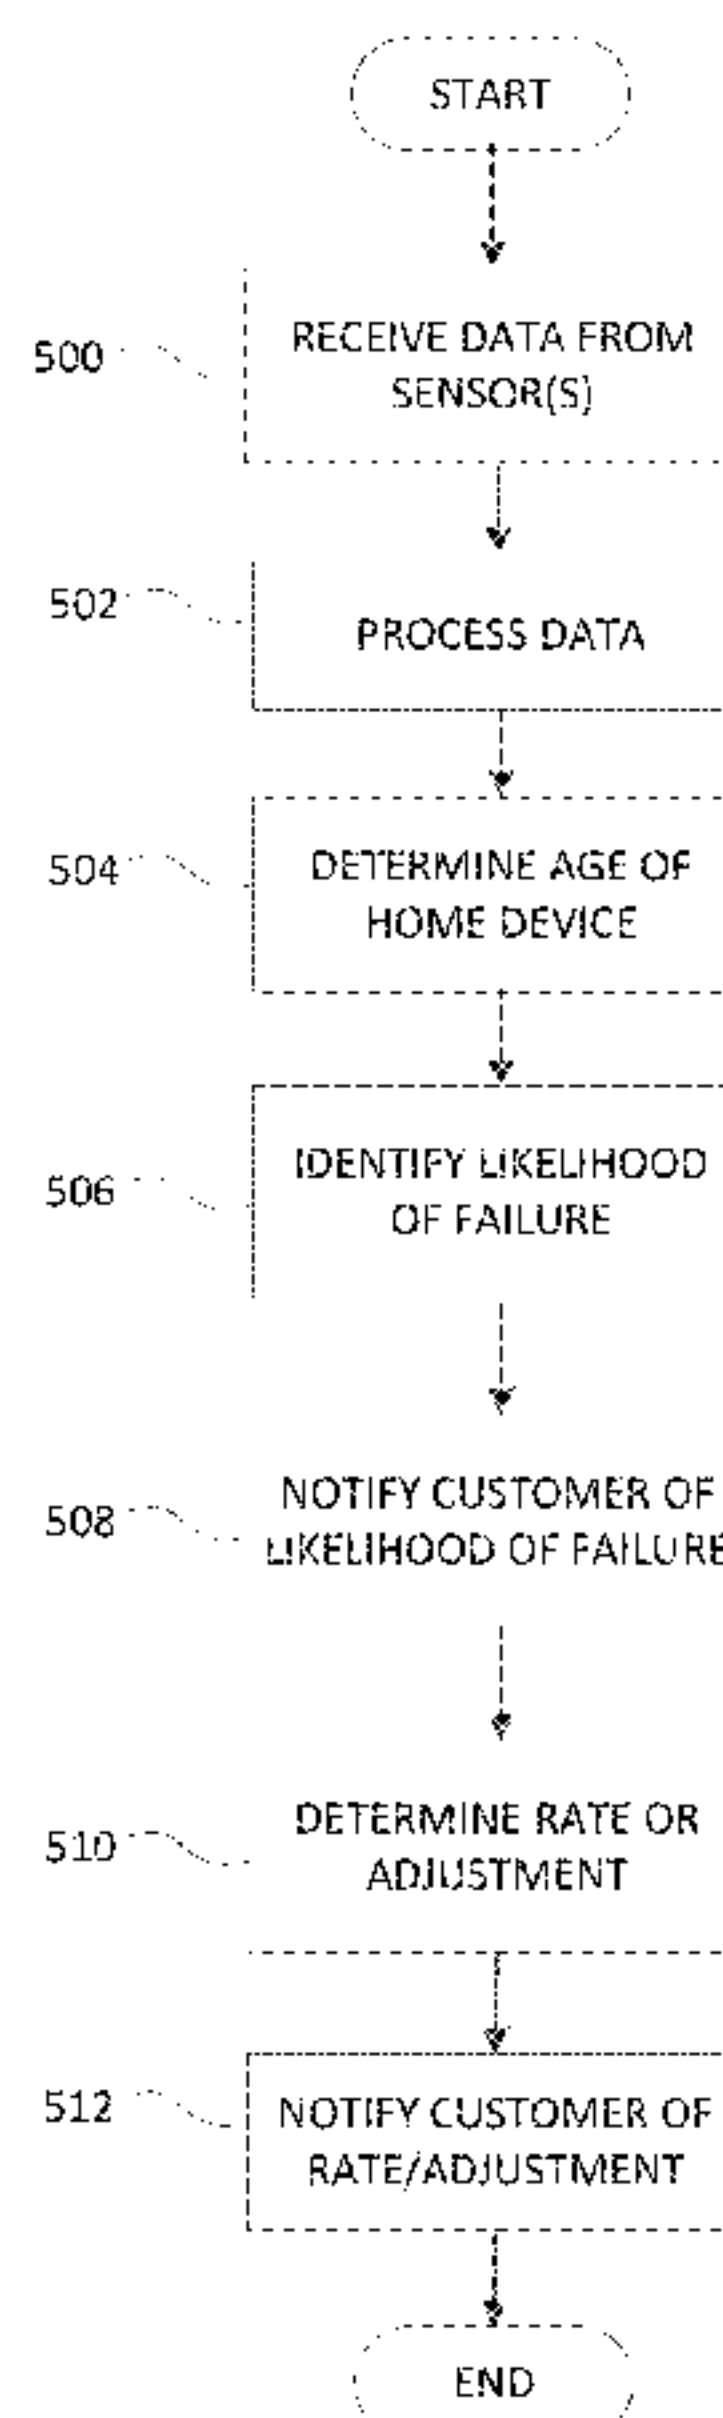 START
500
RECEIVE DATA FROM
SENSOR(S)
502
PROCESS DATA
504
DETERMINE AGE OF
HOME DEVICE
506
IDENTIFY LIKELIHOOD
OF FAILURE
508
NOTIFY CUSTOMER OF
LIKELIHOOD OF FAILURE
510
DETERMINE RATE OR
ADJUSTMENT
512
NOTIFY CUSTOMER OF
RATE/ADJUSTMENT
END